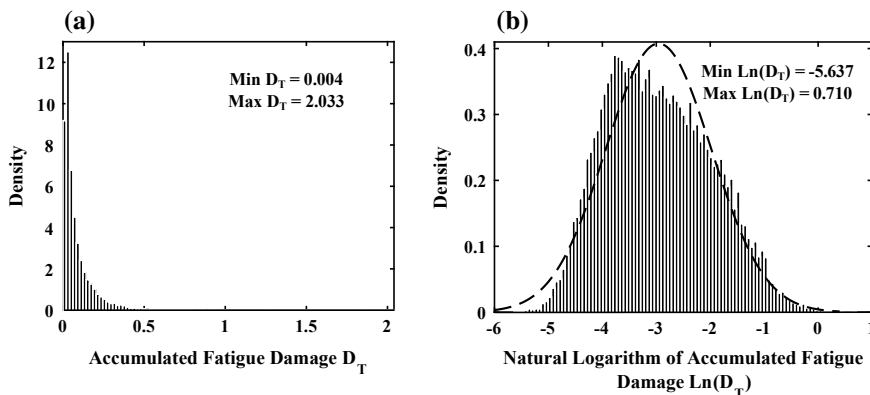 (a)
12
10
8
6
4
2
0
Density
Min D_T = 0.004
Max D_T = 2.033
0 0.5 1 1.5 2
Accumulated Fatigue Damage D_T
(b)
0.4
0.3
0.2
0.1
0
Density
Min Ln(D_T) = -5.637
Max Ln(D_T) = 0.710
-6 -5 -4 -3 -2 -1 0 1
Natural Logarithm of Accumulated Fatigue
Damage Ln(D_T)